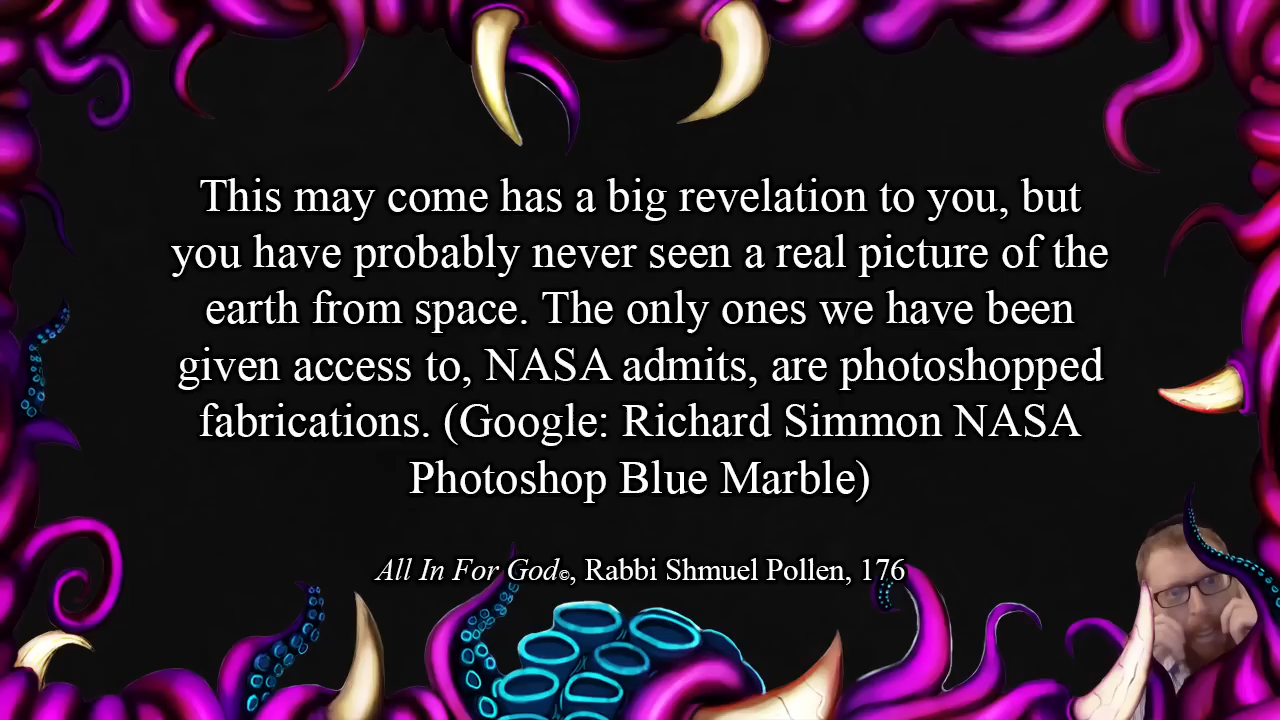 This may come has a big revelation to you, but
you have probably never seen a real picture of the
earth from space. The only ones we have been
given access to, NASA admits, are photoshopped
fabrications. (Google: Richard Simmon NASA
Photoshop Blue Marble)
All In For God©, Rabbi Shmuel Pollen, 176